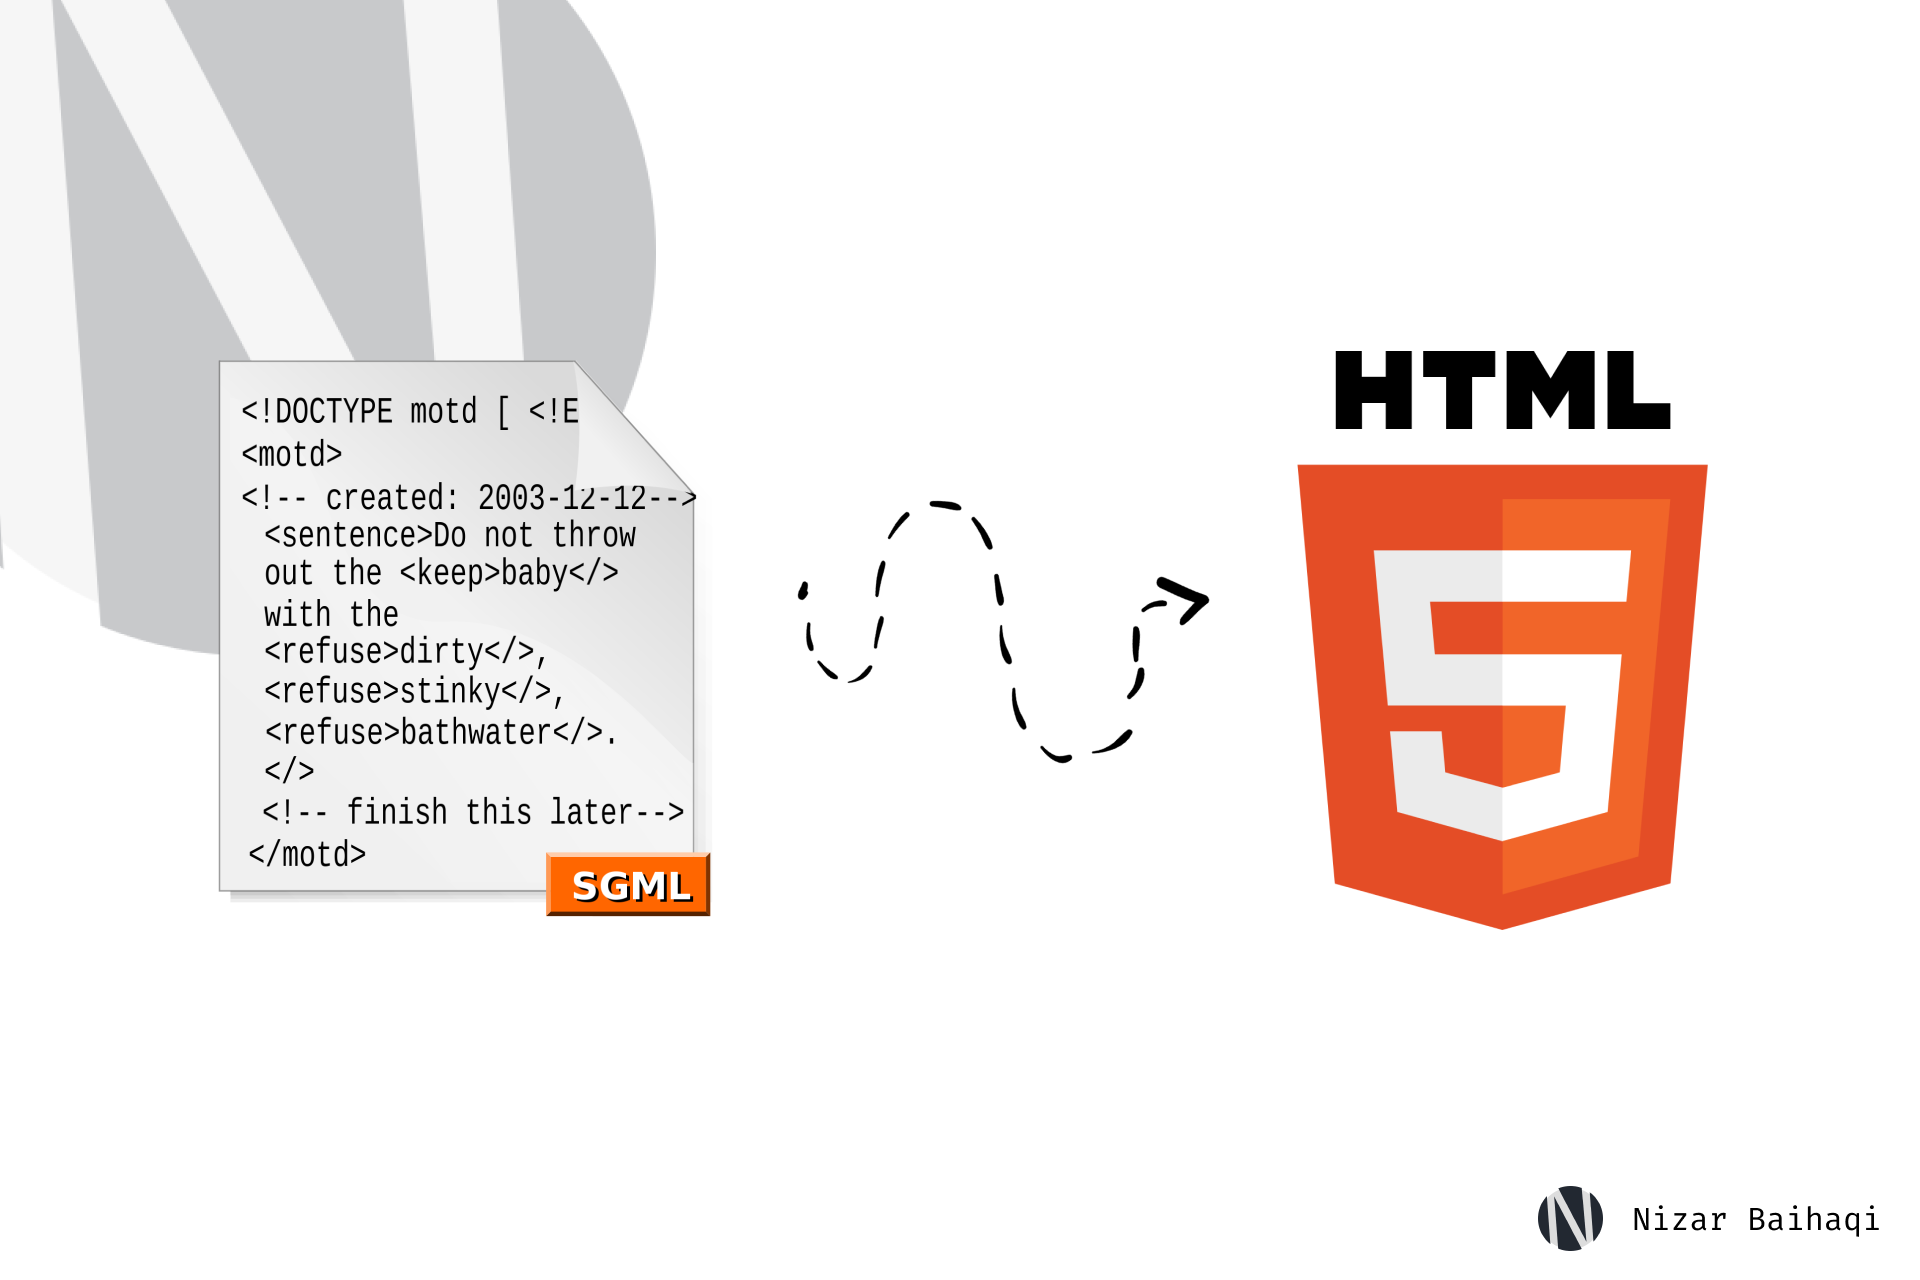 <!DOCTYPE motd [ <!E
<motd>
<!-- created: 2003-12-12-->
<sentence>Do not throw
out the <keep>baby</>
with the
<refuse>dirty</>,
<refuse>stinky</>,
<refuse>bathwater</>.
</>
<!-- finish this later-->
</motd>
SGML
HTML
5
N
Nizar Baihaqi